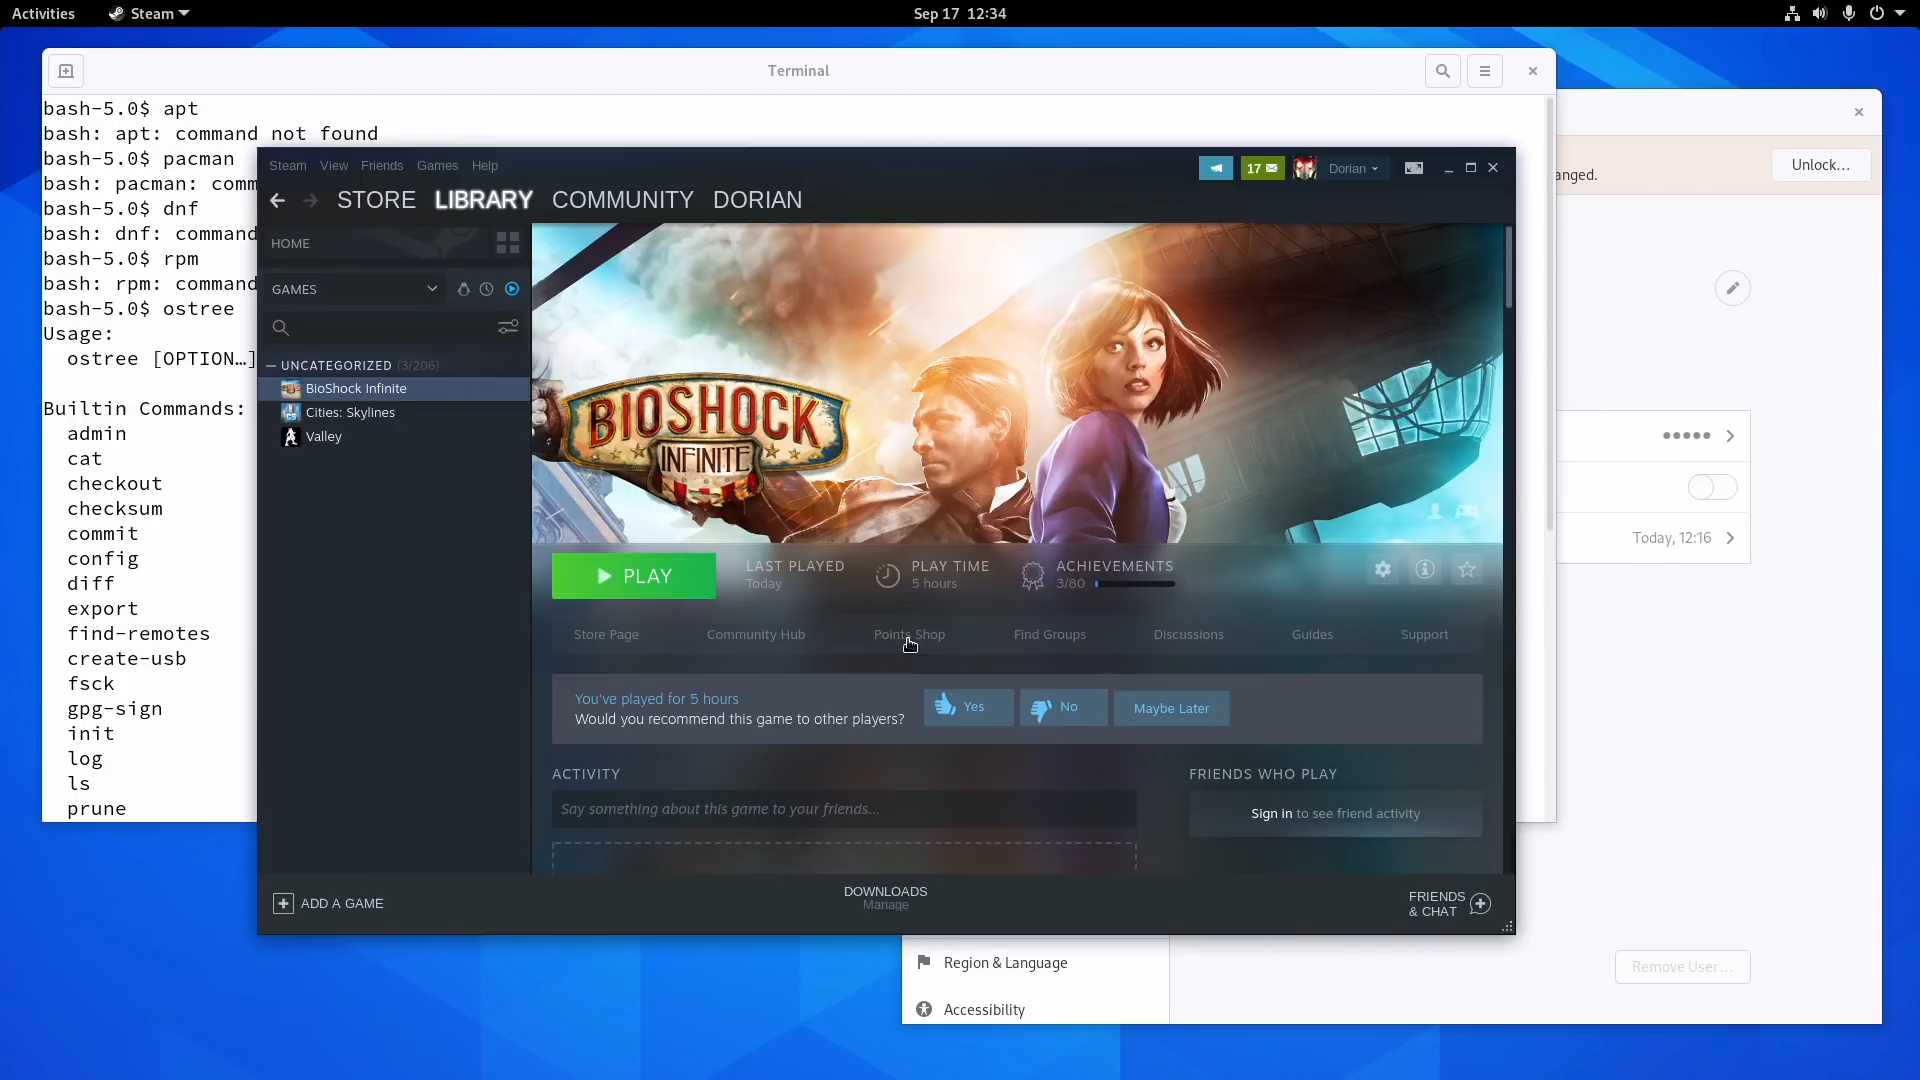 Activities
Steam
Sep 17 12:34
Terminal
bash-5.0$ apt
bash: apt: command not found
bash-5.0$ pacman
bash: pacman: comm
bash-5.0$ dnf
bash: dnf: command
bash-5.0$ rpm
bash: rpm: command
bash-5.0$ ostree
Usage:
ostree [OPTION…]
Builtin Commands:
admin
cat
checkout
checksum
commit
config
diff
export
find-remotes
create-usb
fsck
gpg-sign
init
log
ls
prune
Steam View Friends Games Help
17
Dorian
STORE LIBRARY COMMUNITY DORIAN
HOME
GAMES
UNCATEGORIZED (3/206)
BioShock Infinite
Cities: Skylines
Valley
BIOSHOCK
INFINITE
PLAY
LAST PLAYED
Today
PLAY TIME
5 hours
ACHIEVEMENTS
3/80
Store Page Community Hub Points Shop Find Groups Discussions Guides Support
You've played for 5 hours
Would you recommend this game to other players?
Yes
No
Maybe Later
ACTIVITY
Say something about this game to your friends...
FRIENDS WHO PLAY
Sign in to see friend activity
ADD A GAME
DOWNLOADS
Manage
FRIENDS
& CHAT
anged.
Unlock…
Today, 12:16
Remove User…
Region & Language
Accessibility